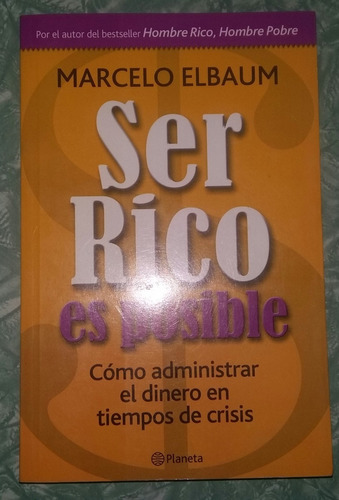 Por el autor del bestseller Hombre Rico, Hombre Pobre
MARCELO ELBAUM
Ser
Rico
es posible
Cómo administrar
el dinero en
tiempos de crisis
Planeta